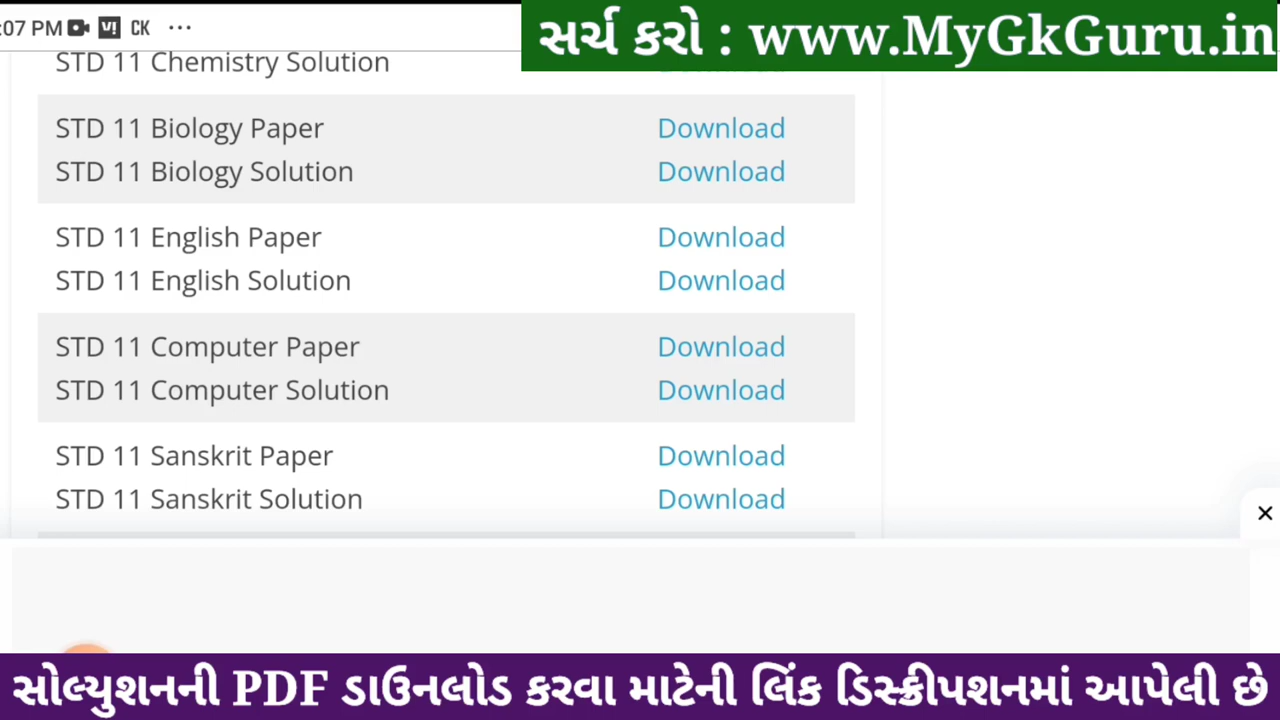 :07 PM V! CK ...
સર્ચ કરો : www.MyGkGuru.in
STD 11 Chemistry Solution
STD 11 Biology Paper Download
STD 11 Biology Solution Download
STD 11 English Paper Download
STD 11 English Solution Download
STD 11 Computer Paper Download
STD 11 Computer Solution Download
STD 11 Sanskrit Paper Download
STD 11 Sanskrit Solution Download
સોલ્યુશનની PDF ડાઉનલોડ કરવા માટેની લિંક ડિસ્ક્રીપશનમાં આપેલી છે